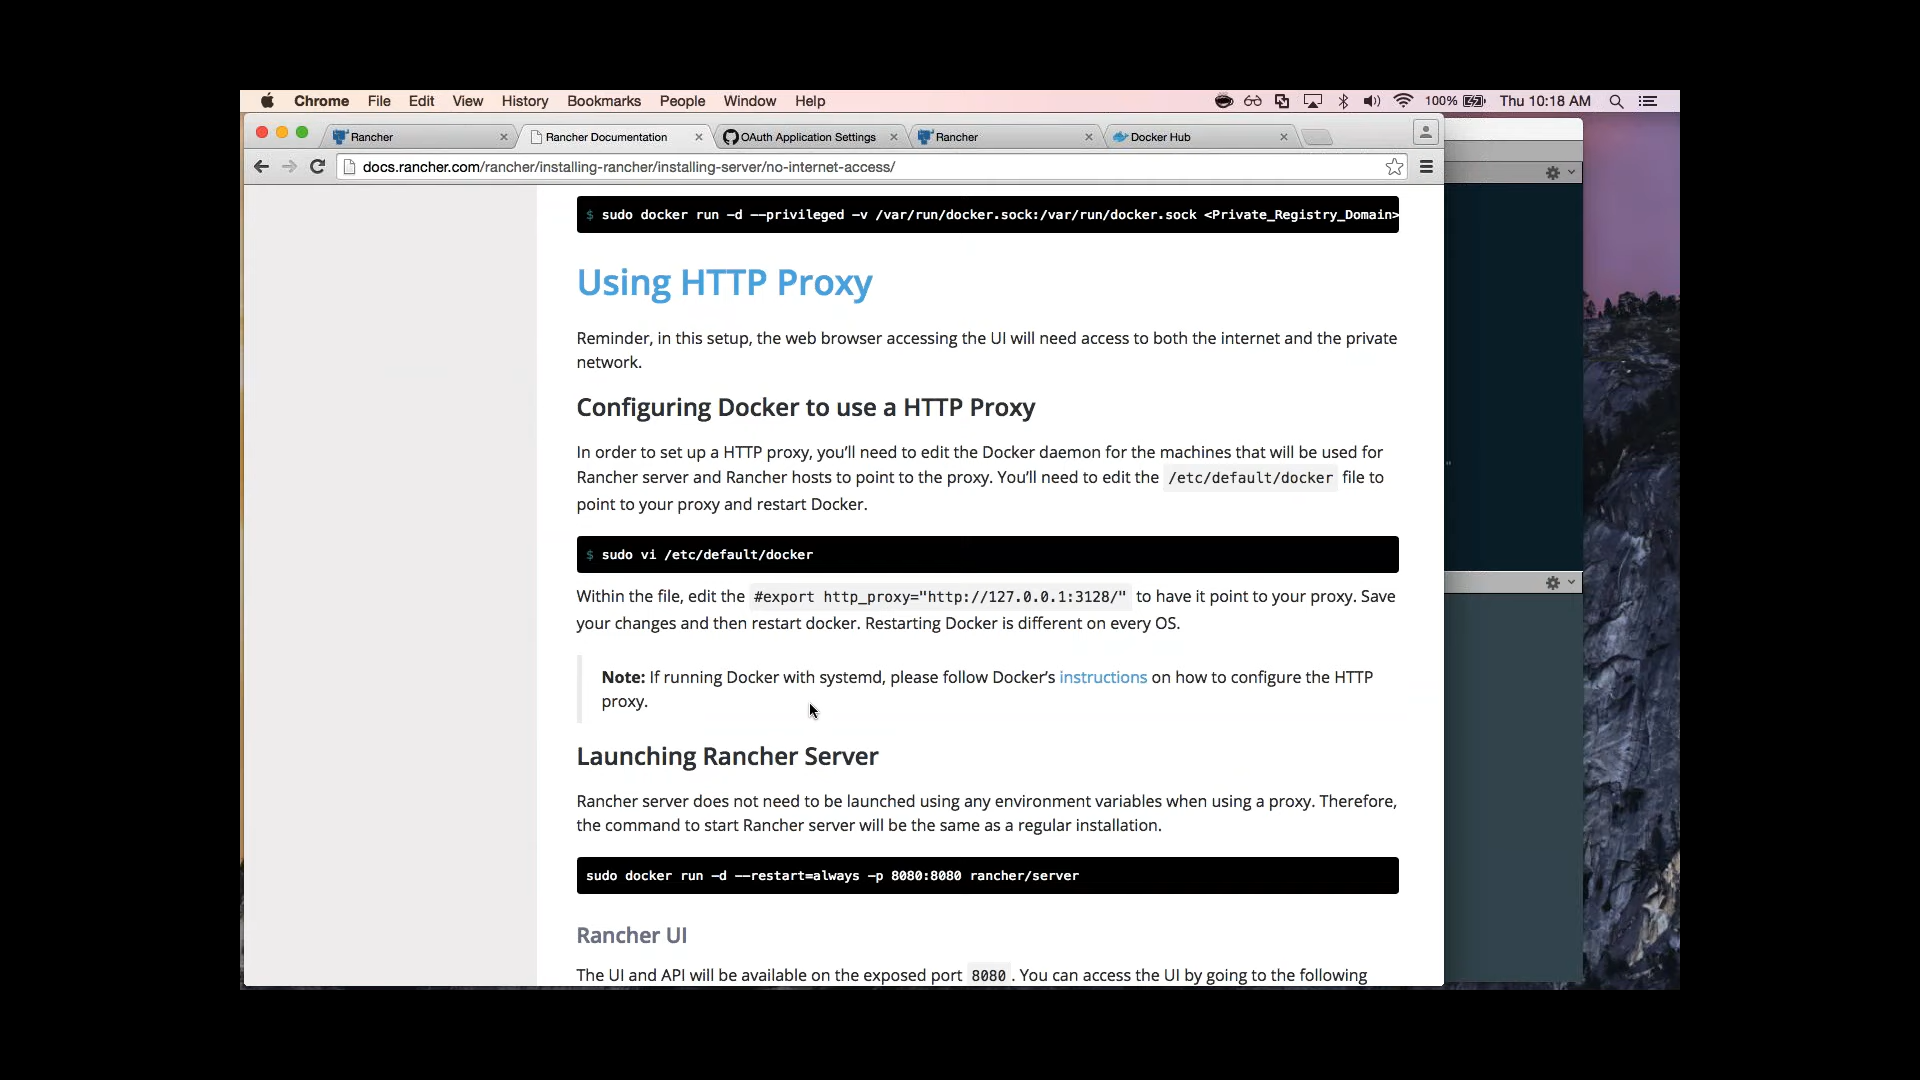 Chrome File Edit View History Bookmarks People Window Help 100% Thu 10:18 AM
Rancher Rancher Documentation OAuth Application Settings Rancher Docker Hub
docs.rancher.com/rancher/installing-rancher/installing-server/no-internet-access/
$ sudo docker run -d --privileged -v /var/run/docker.sock:/var/run/docker.sock <Private_Registry_Domain>
Using HTTP Proxy
Reminder, in this setup, the web browser accessing the UI will need access to both the internet and the private
network.
Configuring Docker to use a HTTP Proxy
In order to set up a HTTP proxy, you’ll need to edit the Docker daemon for the machines that will be used for
Rancher server and Rancher hosts to point to the proxy. You’ll need to edit the /etc/default/docker file to
point to your proxy and restart Docker.
$ sudo vi /etc/default/docker
Within the file, edit the #export http_proxy="http://127.0.0.1:3128/" to have it point to your proxy. Save
your changes and then restart docker. Restarting Docker is different on every OS.
Note: If running Docker with systemd, please follow Docker’s instructions on how to configure the HTTP
proxy.
Launching Rancher Server
Rancher server does not need to be launched using any environment variables when using a proxy. Therefore,
the command to start Rancher server will be the same as a regular installation.
sudo docker run -d --restart=always -p 8080:8080 rancher/server
Rancher UI
The UI and API will be available on the exposed port 8080 . You can access the UI by going to the following